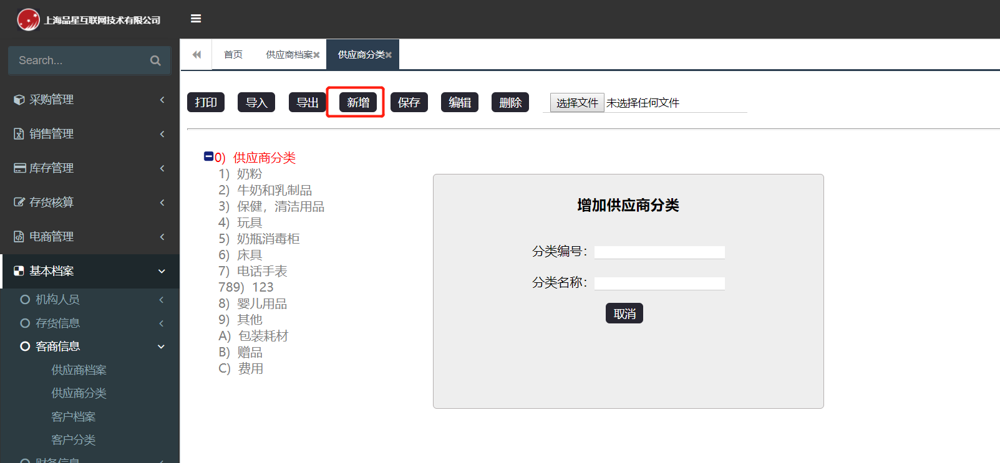 上海品星互联网技术有限公司
Search...
采购管理
销售管理
库存管理
存货核算
电商管理
基本档案
机构人员
存货信息
客商信息
供应商档案
供应商分类
客户档案
客户分类
财务信息
首页 供应商档案 供应商分类
打印 导入 导出 新增 保存 编辑 删除 选择文件 未选择任何文件
0) 供应商分类
1) 奶粉
2) 牛奶和乳制品
3) 保健，清洁用品
4) 玩具
5) 奶瓶消毒柜
6) 床具
7) 电话手表
789) 123
8) 婴儿用品
9) 其他
A) 包装耗材
B) 赠品
C) 费用
增加供应商分类
分类编号：
分类名称：
取消